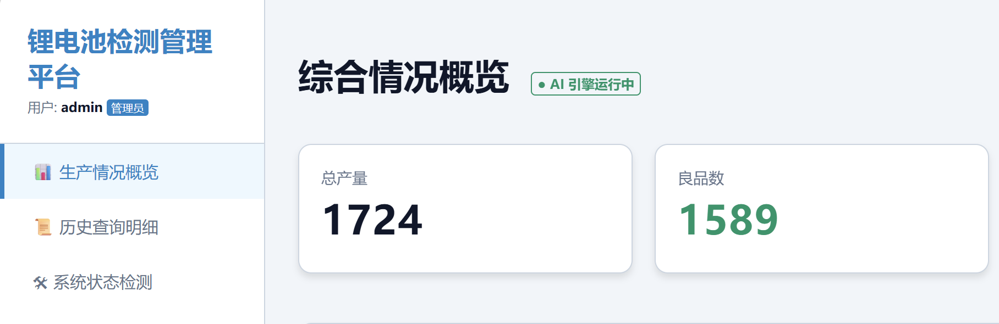 锂电池检测管理
平台
用户: admin 管理员
生产情况概览
历史查询明细
系统状态检测
综合情况概览
● AI 引擎运行中
总产量
1724
良品数
1589